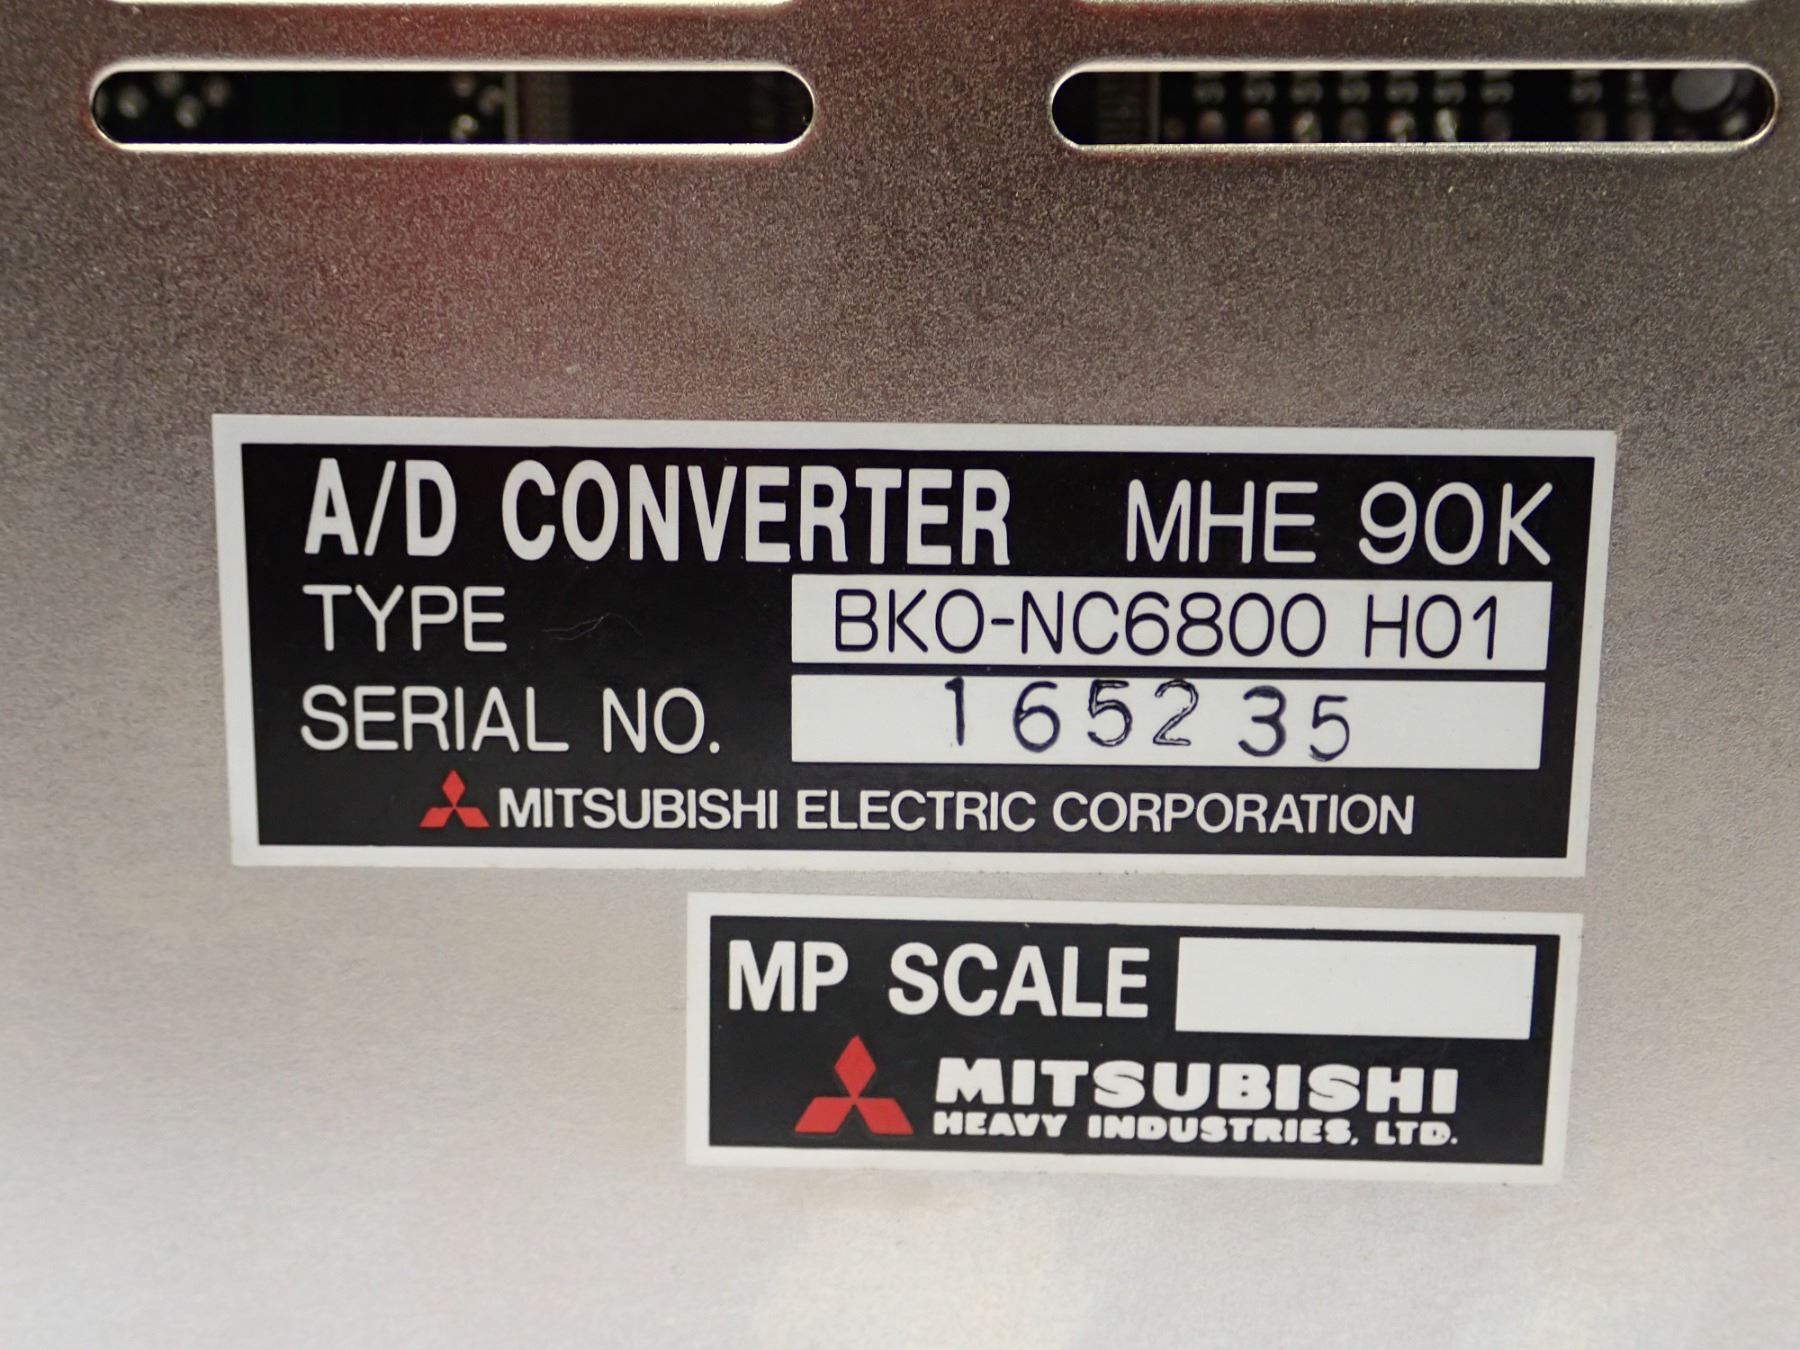 A/D CONVERTER MHE 90K
TYPE BKO-NC6800 H01
SERIAL NO. 165235
MITSUBISHI ELECTRIC CORPORATION
MP SCALE
MITSUBISHI
HEAVY INDUSTRIES, LTD.